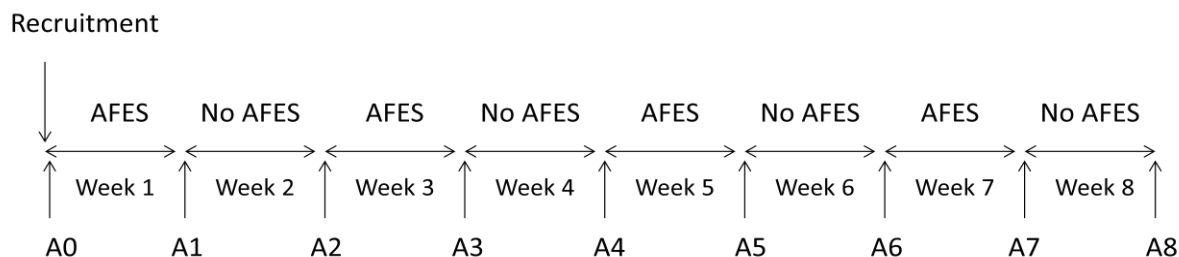 Recruitment
AFES No AFES AFES No AFES AFES No AFES AFES No AFES
Week 1 Week 2 Week 3 Week 4 Week 5 Week 6 Week 7 Week 8
A0 A1 A2 A3 A4 A5 A6 A7 A8